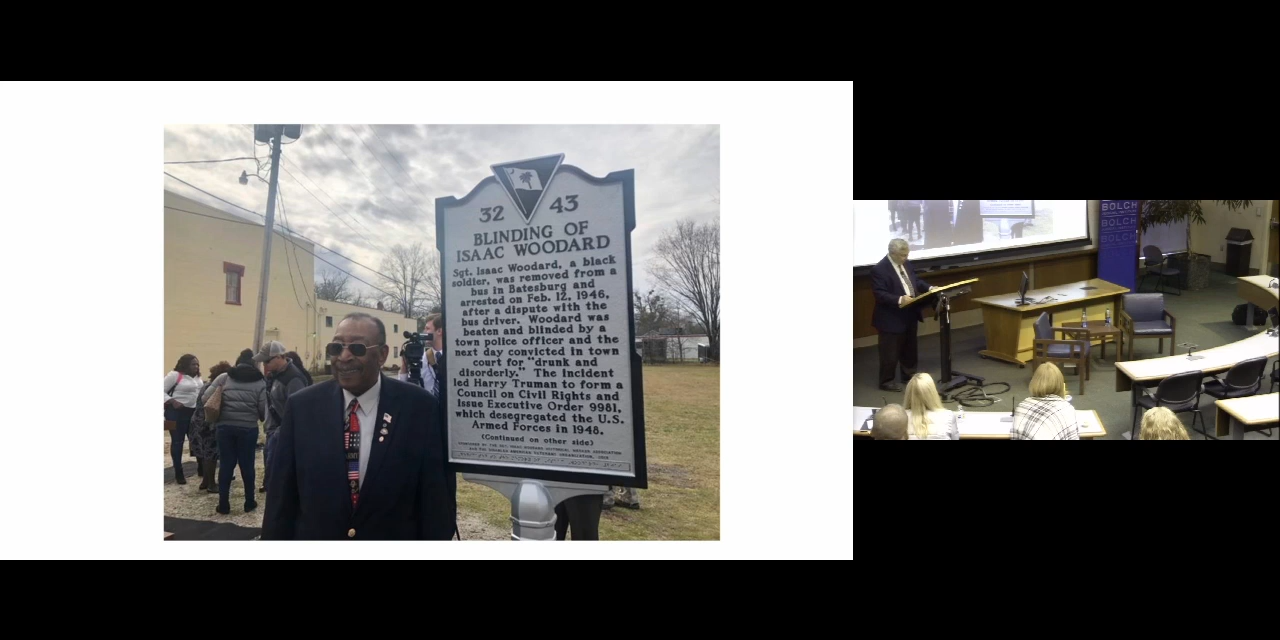 32 43
BLINDING OF
ISAAC WOODARD
Sgt. Isaac Woodard, a black
soldier, was removed from a
bus in Batesburg and
arrested on Feb. 12, 1946,
after a dispute with the
bus driver. Woodard was
beaten and blinded by a
town police officer and the
next day convicted in town
court for "drunk and
disorderly." The incident
led Harry Truman to form a
Council on Civil Rights and
issue Executive Order 9981,
which desegregated the U.S.
Armed Forces in 1948.
(Continued on other side)
BOLCH
BOLCH